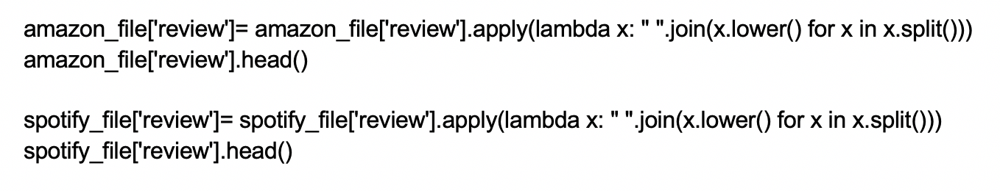 amazon_file['review']= amazon_file['review'].apply(lambda x: " ".join(x.lower() for x in x.split()))
amazon_file['review'].head()
spotify_file['review']= spotify_file['review'].apply(lambda x: " ".join(x.lower() for x in x.split()))
spotify_file['review'].head()